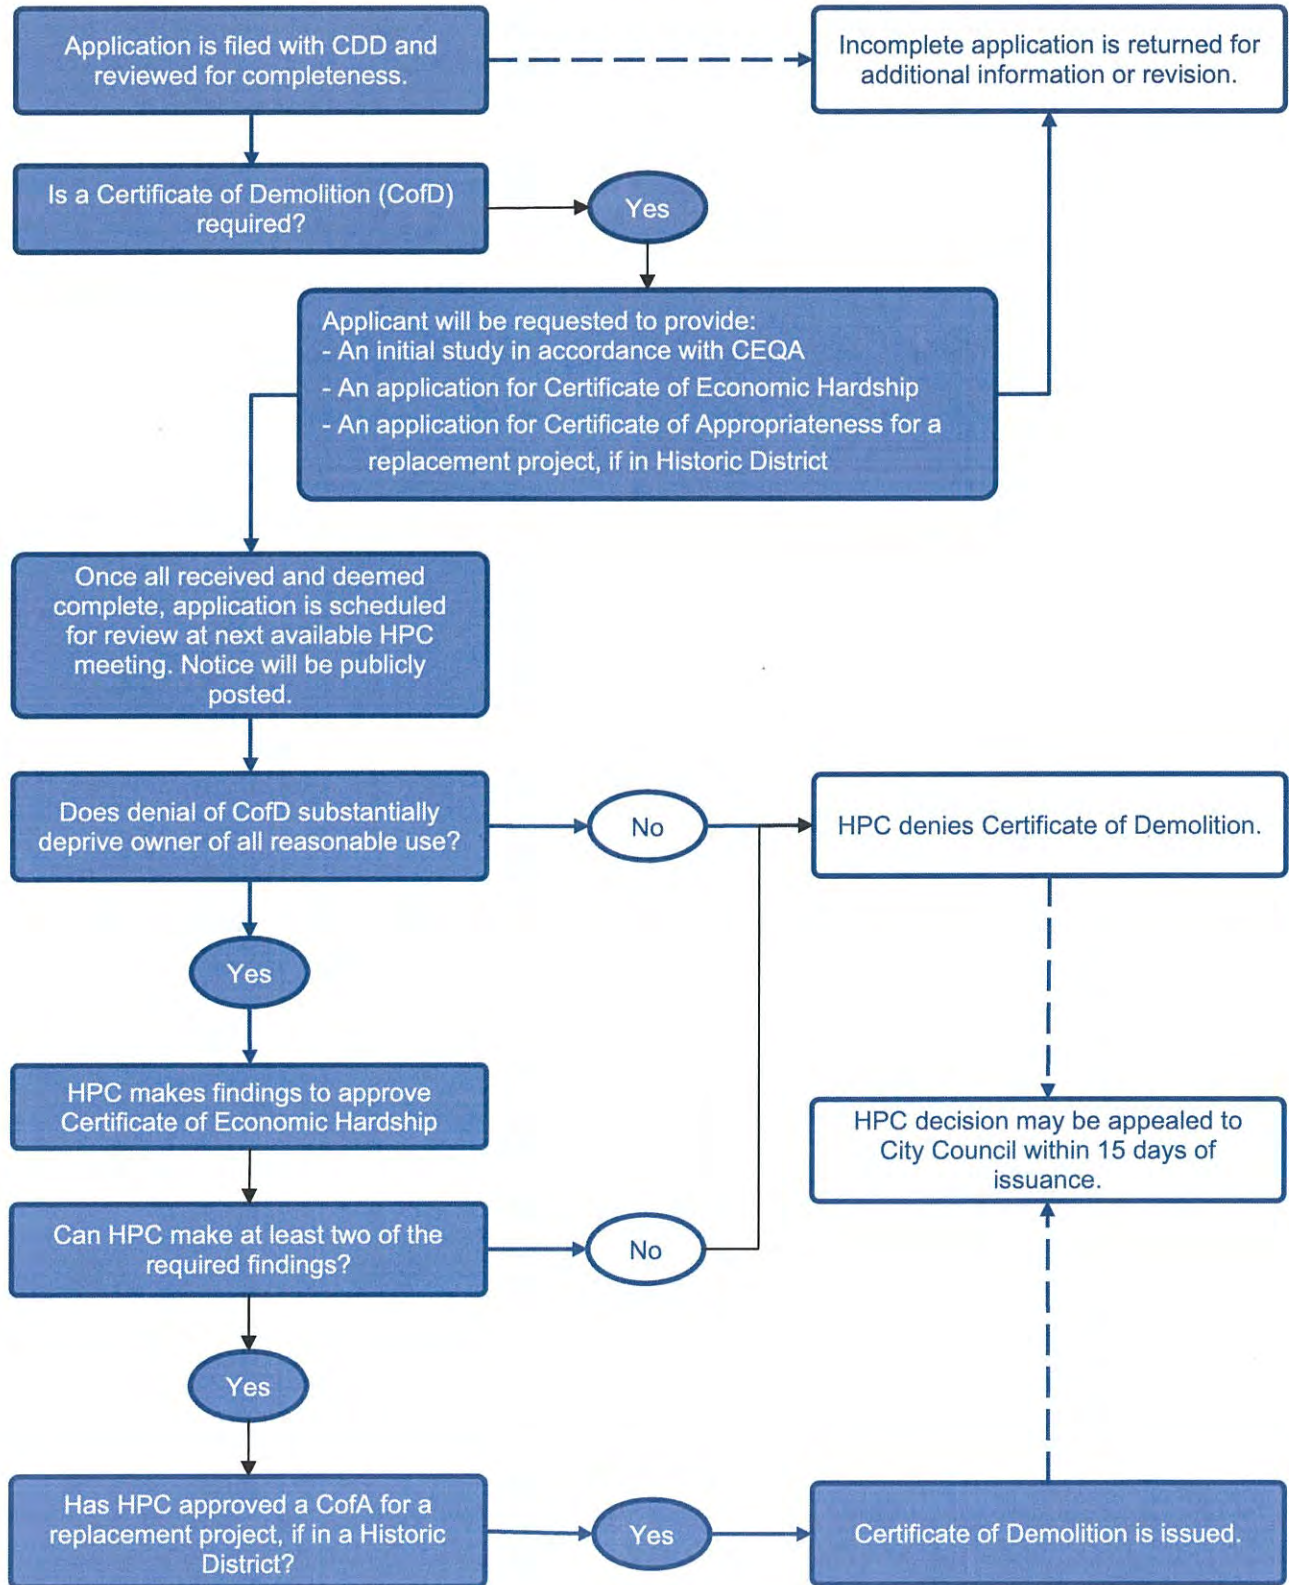 Application is filed with CDD and
reviewed for completeness.
Incomplete application is returned for
additional information or revision.
Is a Certificate of Demolition (CofD)
required?
Yes
Applicant will be requested to provide:
- An initial study in accordance with CEQA
- An application for Certificate of Economic Hardship
- An application for Certificate of Appropriateness for a
replacement project, if in Historic District
Once all received and deemed
complete, application is scheduled
for review at next available HPC
meeting. Notice will be publicly
posted.
Does denial of CofD substantially
deprive owner of all reasonable use?
No
HPC denies Certificate of Demolition.
Yes
HPC makes findings to approve
Certificate of Economic Hardship
HPC decision may be appealed to
City Council within 15 days of
issuance.
Can HPC make at least two of the
required findings?
No
Yes
Has HPC approved a CofA for a
replacement project, if in a Historic
District?
Yes
Certificate of Demolition is issued.